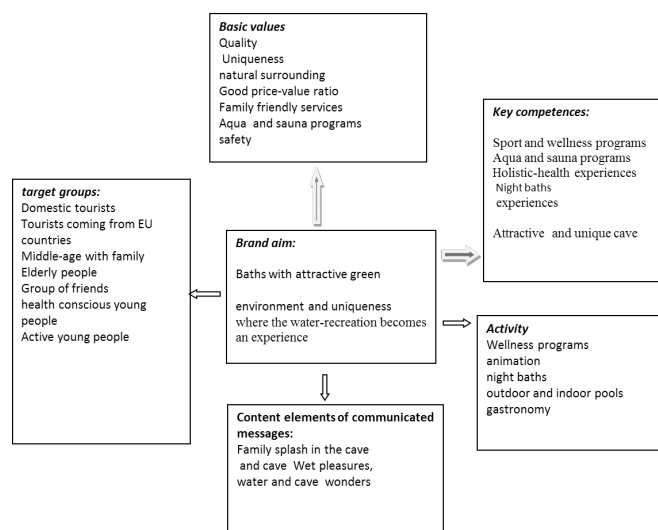 Basic values
Quality
Uniqueness
natural surrounding
Good price-value ratio
Family friendly services
Aqua and sauna programs
safety
Key competences:
Sport and wellness programs
Aqua and sauna programs
Holistic-health experiences
Night baths
experiences
Attractive and unique cave
target groups:
Domestic tourists
Tourists coming from EU
countries
Middle-age with family
Elderly people
Group of friends
health conscious young
people
Active young people
Brand aim:
Baths with attractive green
environment and uniqueness
where the water-recreation becomes
an experience
Activity
Wellness programs
animation
night baths
outdoor and indoor pools
gastronomy
Content elements of communicated
messages:
Family splash in the cave
and cave Wet pleasures,
water and cave wonders